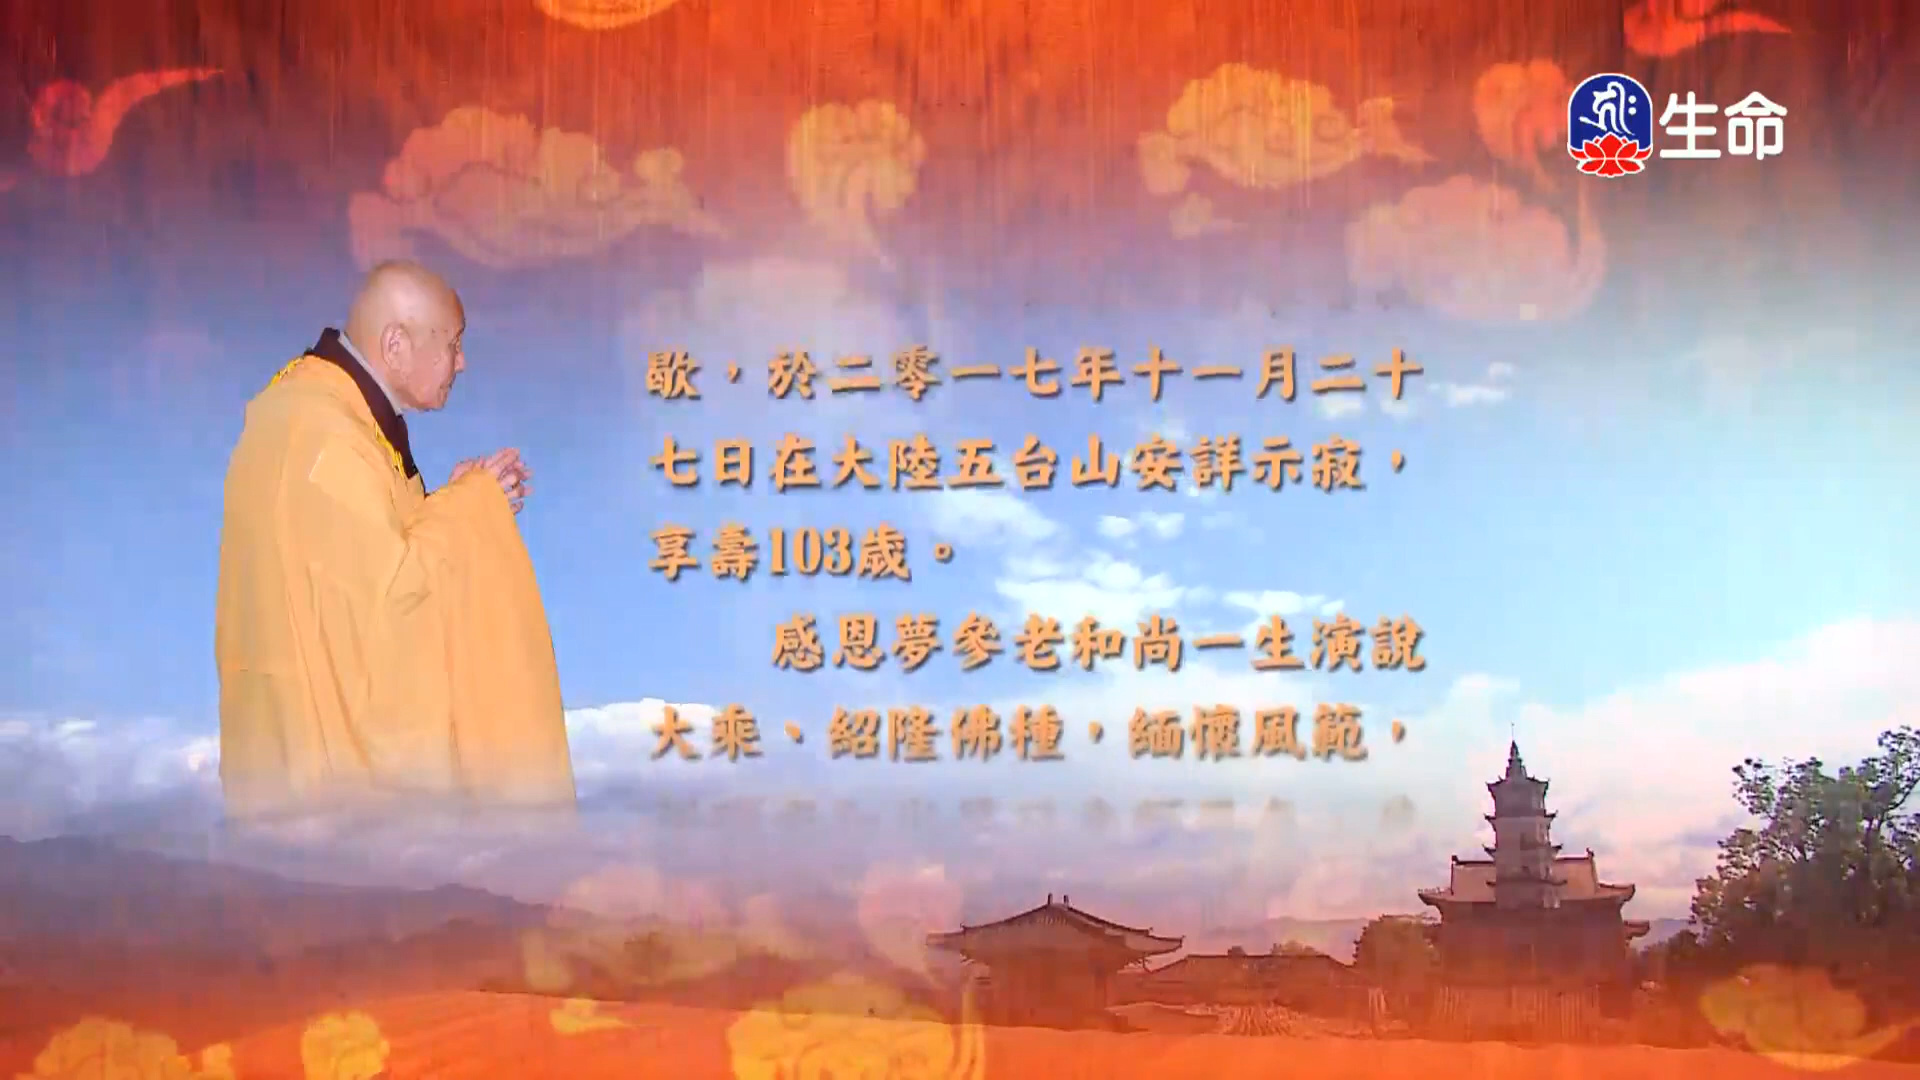 生命
歇，於二零一七年十一月二十
七日在大陸五台山安詳示寂，
享壽103歲。
感恩夢參老和尚一生演說
大乘、紹隆佛種，緬懷風範，